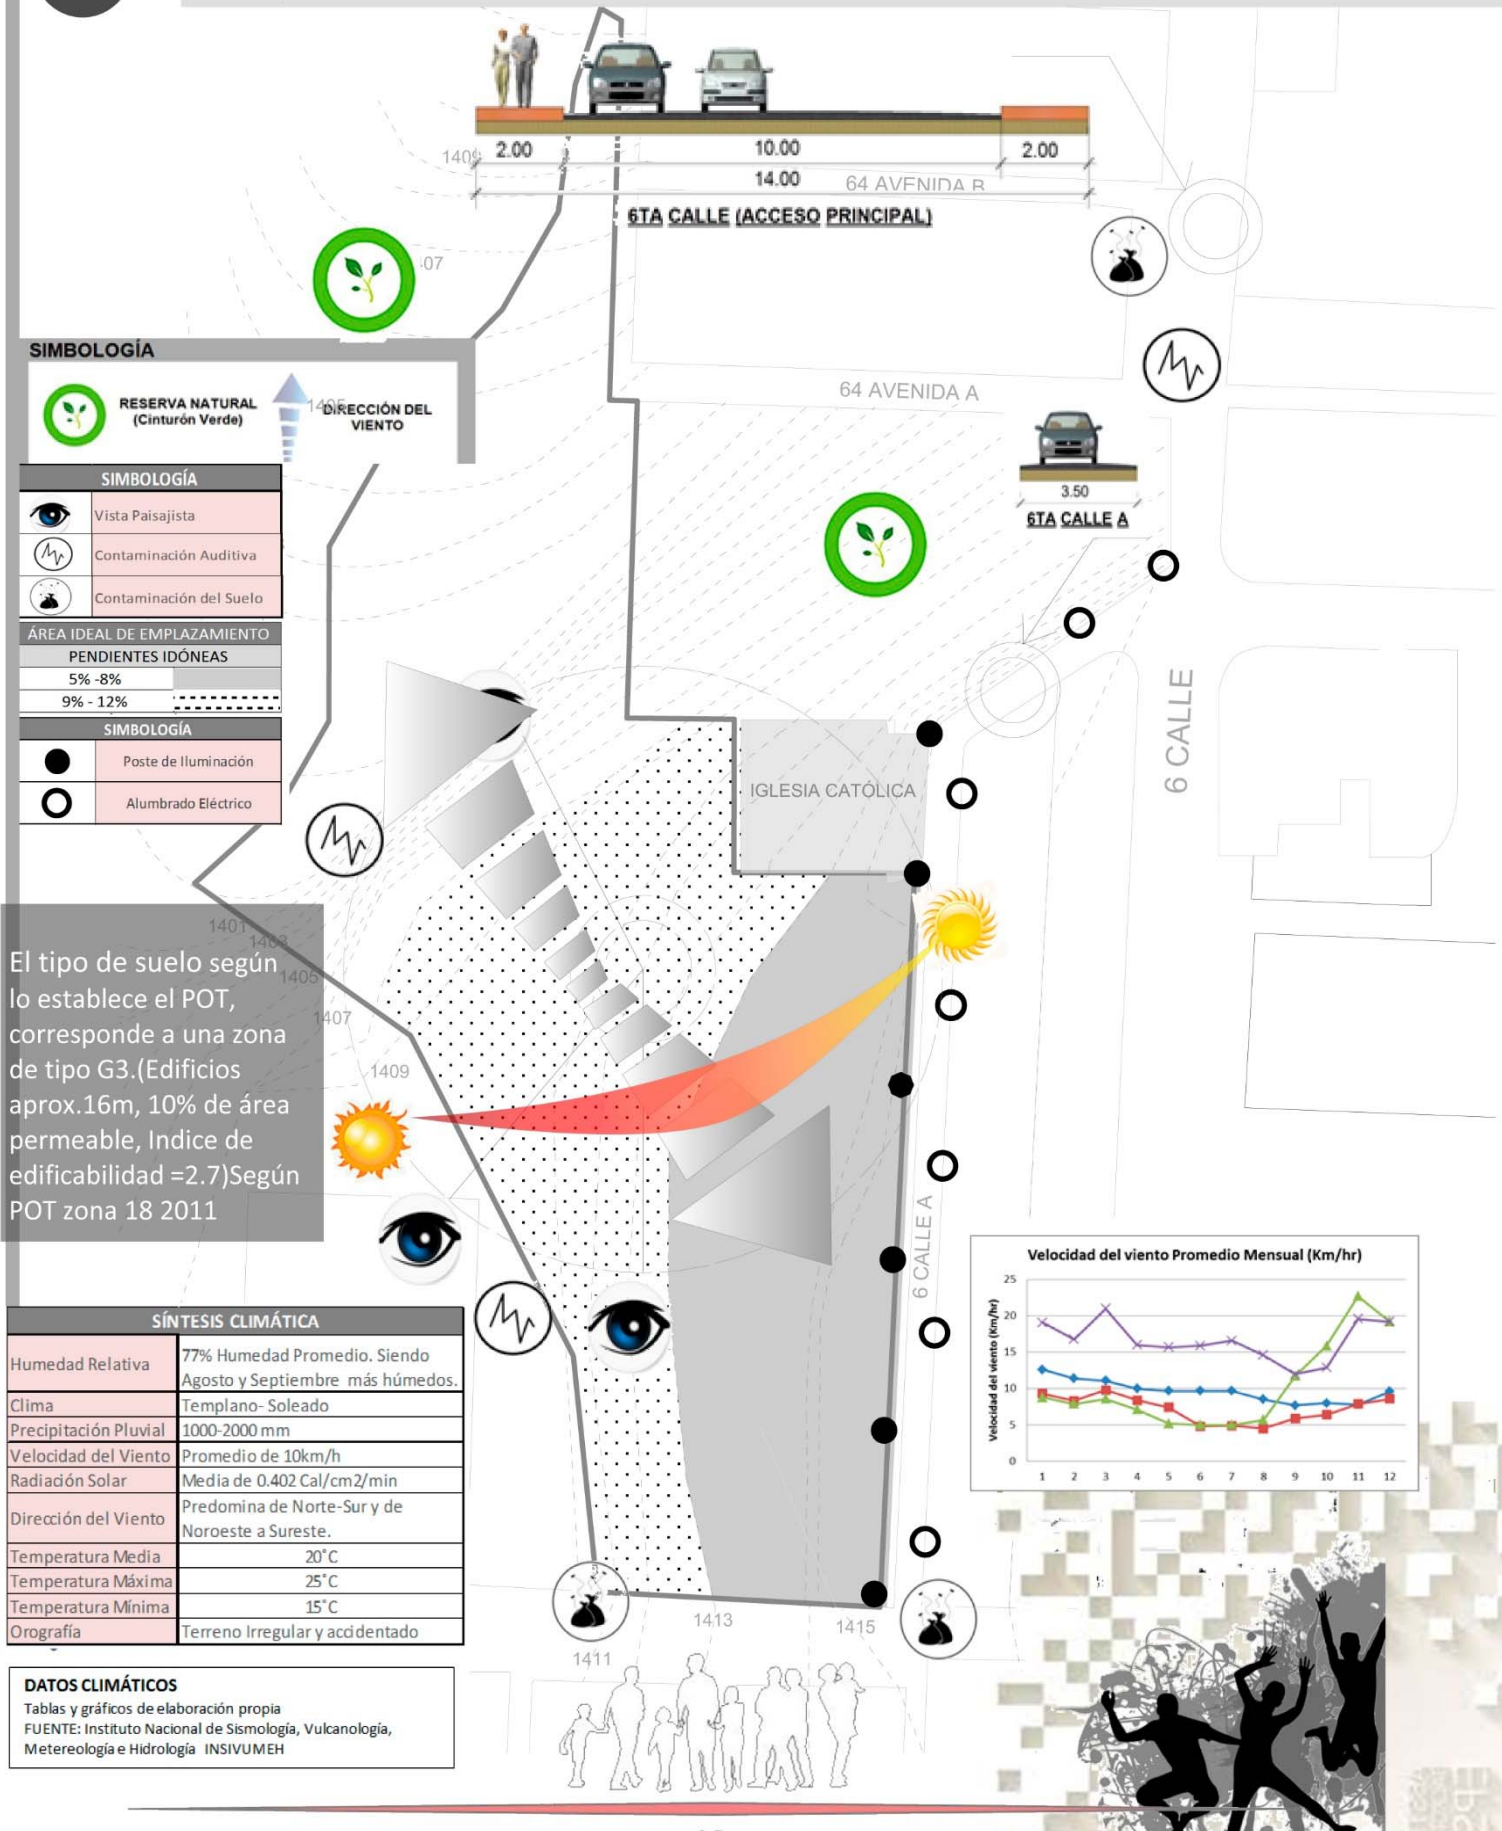 2.00
10.00
2.00
14.00
1409
64 AVENIDA B
6TA CALLE (ACCESO PRINCIPAL)
407
SIMBOLOGÍA
RESERVA NATURAL
(Cinturón Verde)
1405
DIRECCIÓN DEL
VIENTO
64 AVENIDA A
3.50
6TA CALLE A
SIMBOLOGÍA
Vista Paisajista
Contaminación Auditiva
Contaminación del Suelo
ÁREA IDEAL DE EMPLAZAMIENTO
PENDIENTES IDÓNEAS
5% -8%
9% - 12%
SIMBOLOGÍA
Poste de Iluminación
Alumbrado Eléctrico
6 CALLE
IGLESIA CATÓLICA
1401
1403
1405
1407
1409
El tipo de suelo según
lo establece el POT,
corresponde a una zona
de tipo G3.(Edificios
aprox.16m, 10% de área
permeable, Indice de
edificabilidad =2.7)Según
POT zona 18 2011
6 CALLE A
Velocidad del viento Promedio Mensual (Km/hr)
Velocidad del viento (Km/hr)
25
20
15
10
5
0
1 2 3 4 5 6 7 8 9 10 11 12
SÍNTESIS CLIMÁTICA
Humedad Relativa
77% Humedad Promedio. Siendo
Agosto y Septiembre más húmedos.
Clima Templano- Soleado
Precipitación Pluvial 1000-2000 mm
Velocidad del Viento Promedio de 10km/h
Radiación Solar Media de 0.402 Cal/cm2/min
Dirección del Viento
Predomina de Norte-Sur y de
Noroeste a Sureste.
Temperatura Media 20°C
Temperatura Máxima 25°C
Temperatura Mínima 15°C
Orografía Terreno Irregular y accidentado
1413
1415
1411
DATOS CLIMÁTICOS
Tablas y gráficos de elaboración propia
FUENTE: Instituto Nacional de Sismología, Vulcanología,
Metereología e Hidrología INSIVUMEH